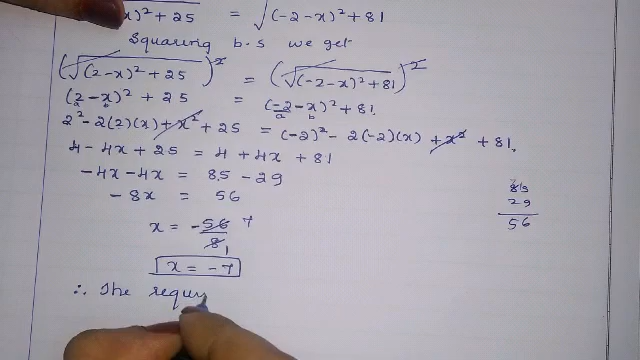 x)² + 25 = √(-2-x)² + 81
Squaring b.s we get
(√(2-x)² + 25)² = (√(-2-x)² + 81)²
(2-x)² + 25 = (-2-x)² + 81.
a b a b
2² - 2(2)(x) + x² + 25 = (-2)² - 2(-2)(x) + x² + 81.
4 - 4x + 25 = 4 + 4x + 81
-4x - 4x = 85 - 29
- 8x = 56
x = -56/8 7 1
x = -7
∴ The requ
29
56